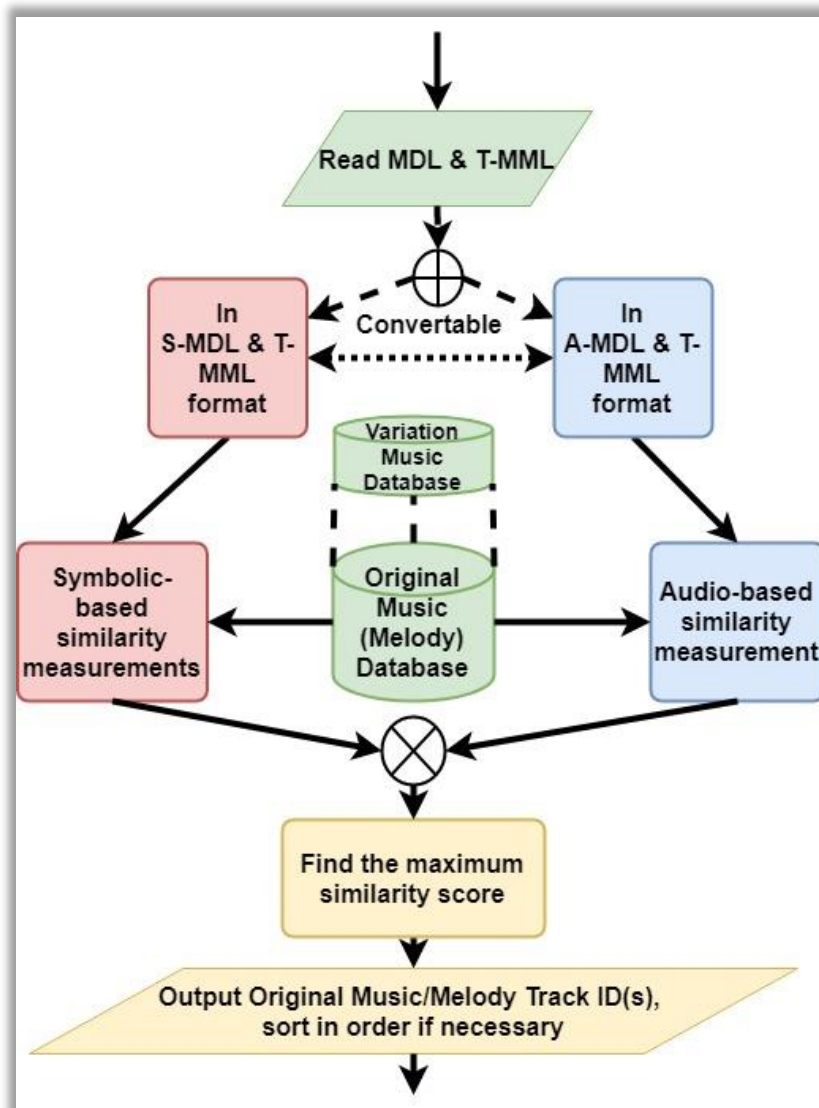 Read MDL & T-MML
In
S-MDL & T-
MML
format
Convertable
In
A-MDL & T-
MML
format
Variation
Music
Database
Symbolic-
based
similarity
measurements
Original
Music
(Melody)
Database
Audio-based
similarity
measurement
Find the maximum
similarity score
Output Original Music/Melody Track ID(s),
sort in order if necessary